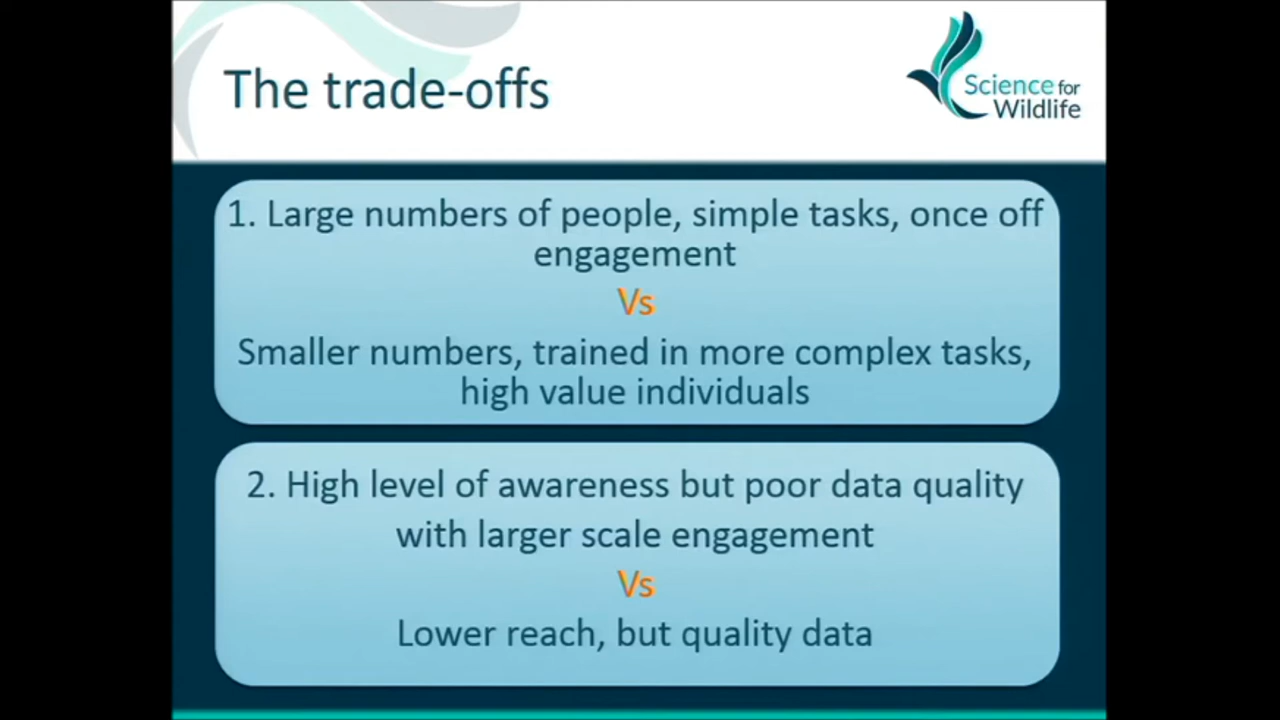 The trade-offs
Science for
Wildlife
1. Large numbers of people, simple tasks, once off
engagement
Vs
Smaller numbers, trained in more complex tasks,
high value individuals
2. High level of awareness but poor data quality
with larger scale engagement
Vs
Lower reach, but quality data